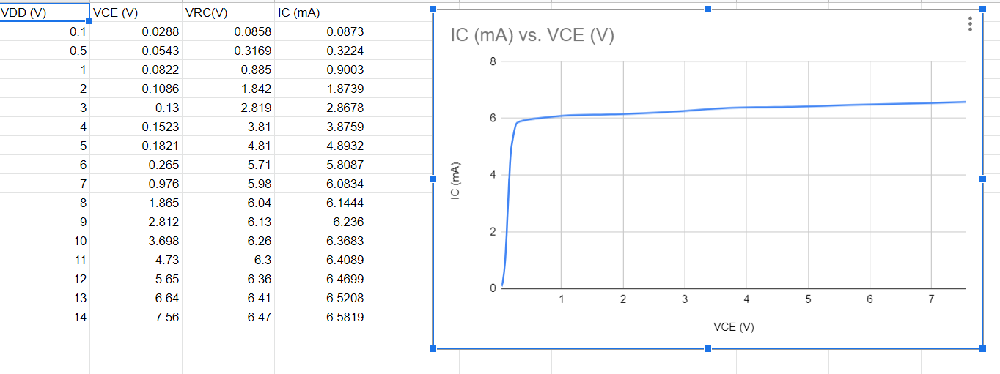 VDD (V) VCE (V) VRC(V) IC (mA)
0.1 0.0288 0.0858 0.0873
0.5 0.0543 0.3169 0.3224
1 0.0822 0.885 0.9003
2 0.1086 1.842 1.8739
3 0.13 2.819 2.8678
4 0.1523 3.81 3.8759
5 0.1821 4.81 4.8932
6 0.265 5.71 5.8087
7 0.976 5.98 6.0834
8 1.865 6.04 6.1444
9 2.812 6.13 6.236
10 3.698 6.26 6.3683
11 4.73 6.3 6.4089
12 5.65 6.36 6.4699
13 6.64 6.41 6.5208
14 7.56 6.47 6.5819
IC (mA) vs. VCE (V)
8
6
4
2
0
IC (mA)
1 2 3 4 5 6 7
VCE (V)